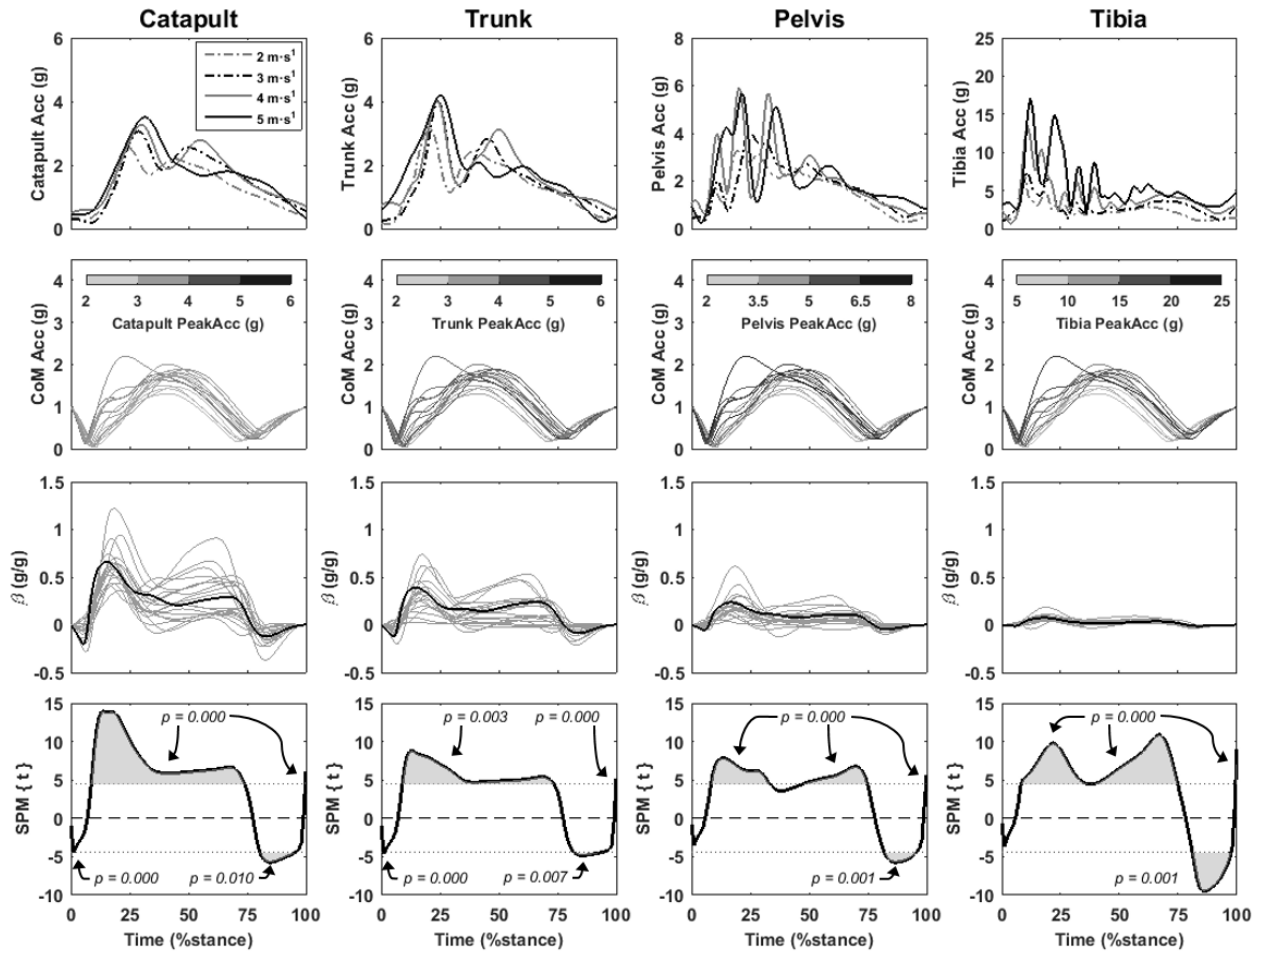 Catapult Trunk Pelvis Tibia
Catapult Acc (g)
6
4
2
0
2 m·s¹
3 m·s¹
4 m·s¹
5 m·s¹
Trunk Acc (g)
6
4
2
0
Pelvis Acc (g)
8
6
4
2
0
Tibia Acc (g)
25
20
15
10
5
0
CoM Acc (g)
4
3
2
1
0
2 3 4 5 6
Catapult PeakAcc (g)
CoM Acc (g)
4
3
2
1
0
2 3 4 5 6
Trunk PeakAcc (g)
CoM Acc (g)
4
3
2
1
0
2 3.5 5 6.5 8
Pelvis PeakAcc (g)
CoM Acc (g)
4
3
2
1
0
5 10 15 20 25
Tibia PeakAcc (g)
β (g/g)
1.5
1
0.5
0
-0.5
β (g/g)
1.5
1
0.5
0
-0.5
β (g/g)
1.5
1
0.5
0
-0.5
β (g/g)
1.5
1
0.5
0
-0.5
SPM { t }
15
10
5
0
-5
-10
p = 0.000
p = 0.000 p = 0.010
0 25 50 75 100
Time (%stance)
SPM { t }
15
10
5
0
-5
-10
p = 0.003 p = 0.000
p = 0.000 p = 0.007
0 25 50 75 100
Time (%stance)
SPM { t }
15
10
5
0
-5
-10
p = 0.000
p = 0.001
0 25 50 75 100
Time (%stance)
SPM { t }
15
10
5
0
-5
-10
p = 0.000
p = 0.001
0 25 50 75 100
Time (%stance)